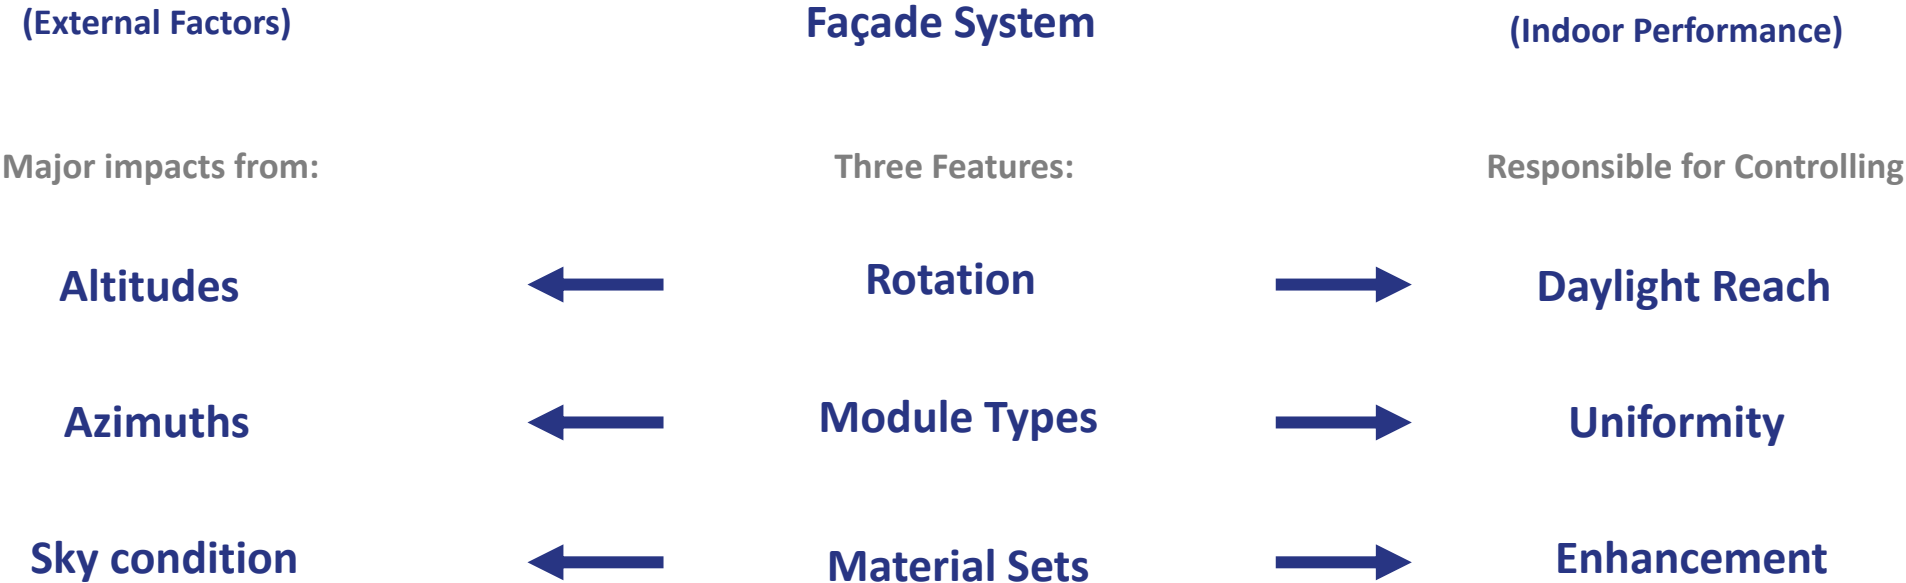 (External Factors)
Façade System
(Indoor Performance)
Major impacts from:
Three Features:
Responsible for Controlling
Altitudes
Rotation
Daylight Reach
Azimuths
Module Types
Uniformity
Sky condition
Material Sets
Enhancement